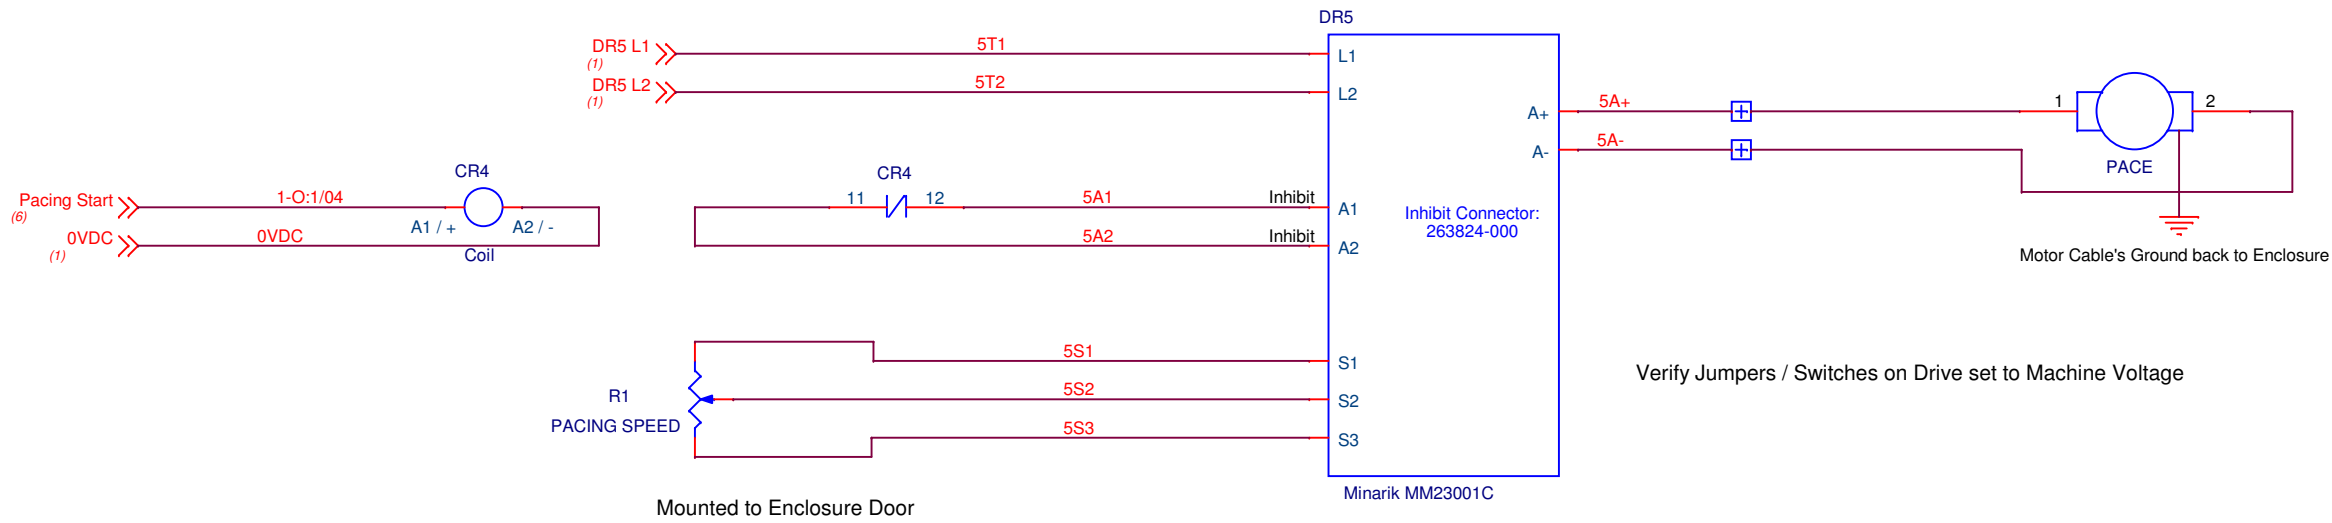 DR5
DR5 L1
(1)
5T1
L1
DR5 L2
(1)
5T2
L2
A+
5A+
1
2
A-
5A-
PACE
CR4
Pacing Start
(6)
1-O:1/04
A1 / +
A2 / -
0VDC
(1)
0VDC
Coil
CR4
11
12
5A1
Inhibit
A1
5A2
Inhibit
A2
Inhibit Connector:
263824-000
Motor Cable's Ground back to Enclosure
5S1
S1
R1
5S2
S2
PACING SPEED
5S3
S3
Verify Jumpers / Switches on Drive set to Machine Voltage
Minarik MM23001C
Mounted to Enclosure Door